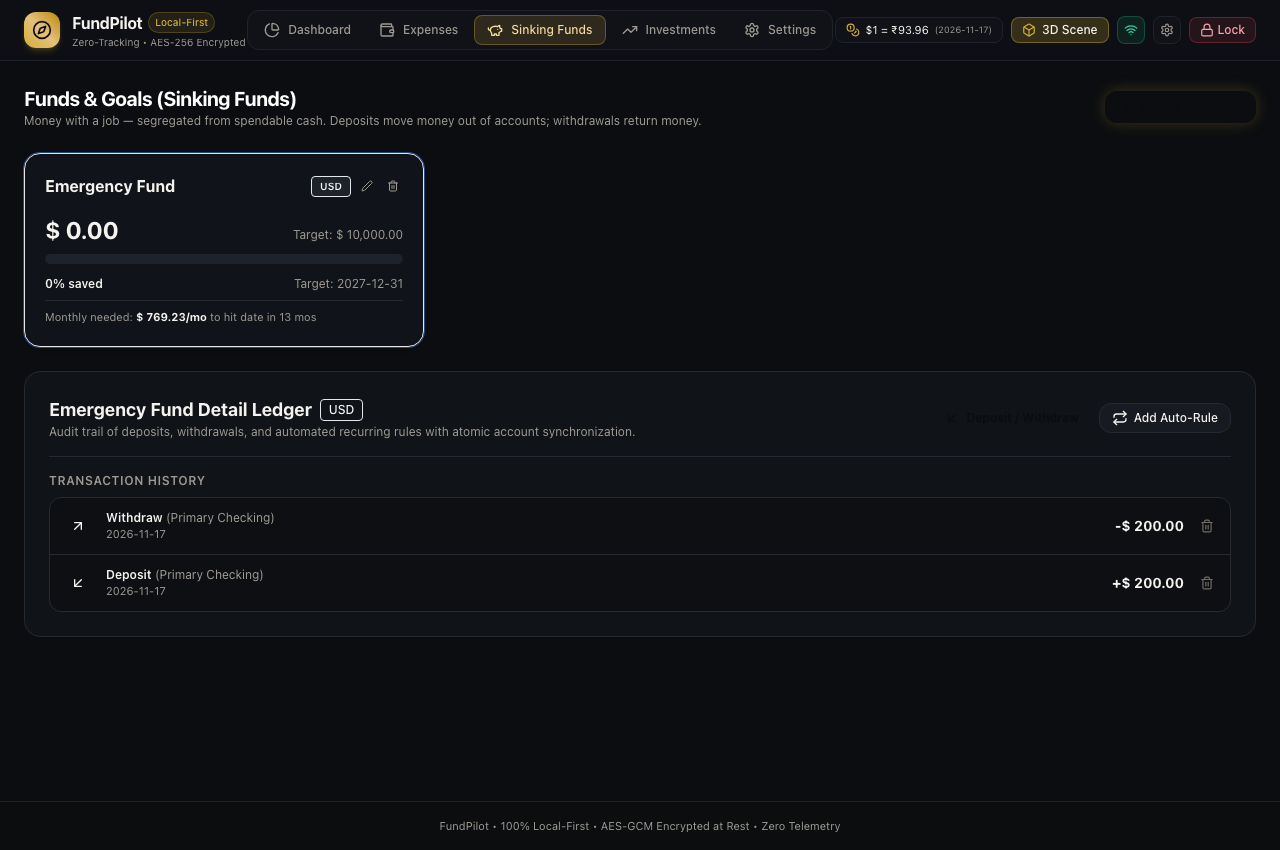 FundPilot Local-First
Zero-Tracking • AES-256 Encrypted
Dashboard
Expenses
Sinking Funds
Investments
Settings
$1 = ₹93.96 (2026-11-17)
3D Scene
Lock
Funds & Goals (Sinking Funds)
Money with a job — segregated from spendable cash. Deposits move money out of accounts; withdrawals return money.
Emergency Fund USD
$ 0.00 Target: $ 10,000.00
0% saved Target: 2027-12-31
Monthly needed: $ 769.23/mo to hit date in 13 mos
Emergency Fund Detail Ledger USD
Audit trail of deposits, withdrawals, and automated recurring rules with atomic account synchronization.
Deposit / Withdraw
Add Auto-Rule
TRANSACTION HISTORY
Withdraw (Primary Checking)
2026-11-17
-$ 200.00
Deposit (Primary Checking)
2026-11-17
+$ 200.00
FundPilot • 100% Local-First • AES-GCM Encrypted at Rest • Zero Telemetry